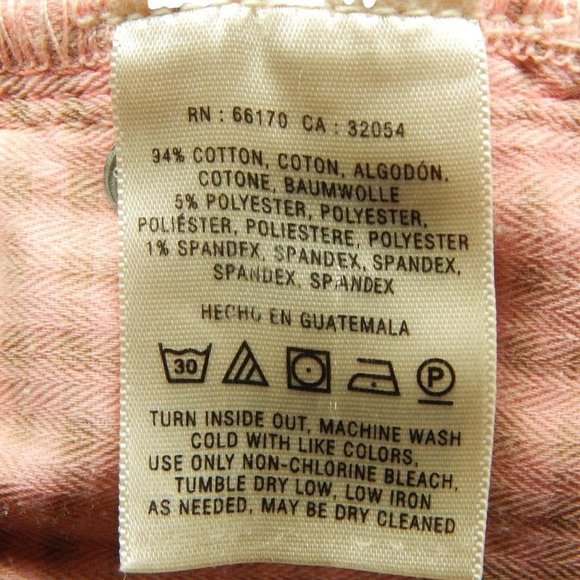 RN : 66170 CA : 32054
94% COTTON, COTON, ALGODÓN,
COTONE, BAUMWOLLE
5% POLYESTER, POLYESTER,
POLIÉSTER, POLIESTERE, POLYESTER
1% SPANDEX, SPANDEX, SPANDEX,
SPANDEX, SPANDEX
HECHO EN GUATEMALA
30 P
TURN INSIDE OUT, MACHINE WASH
COLD WITH LIKE COLORS,
USE ONLY NON-CHLORINE BLEACH,
TUMBLE DRY LOW, LOW IRON
AS NEEDED, MAY BE DRY CLEANED